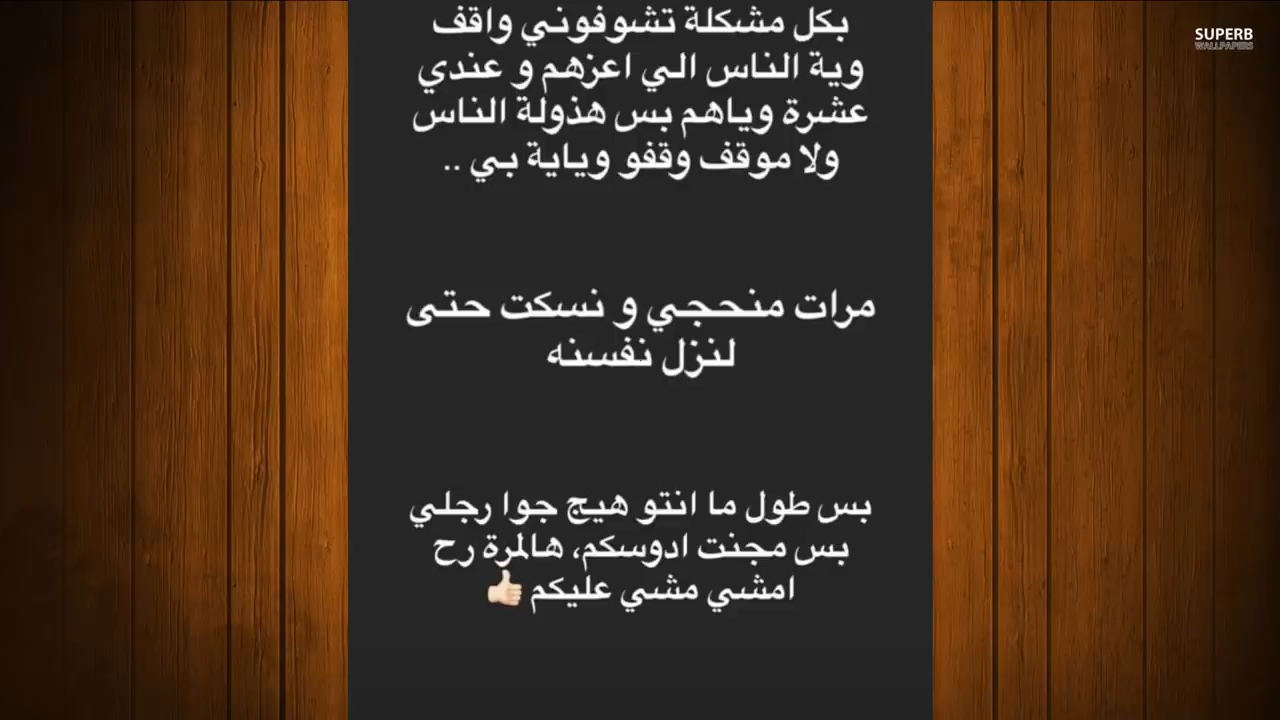 بكل مشكلة تشوفوني واقف
وية الناس الي اعزهم و عندي
عشرة وياهم بس هذولة الناس
ولا موقف وقفو وياية بي ..
مرات منحجي و نسكت حتى
لنزل نفسنه
بس طول ما انتو هيج جوا رجلي
بس مجنت ادوسكم، هالمرة رح
امشي مشي عليكم 👍🏻
SUPERB
WALLPAPERS